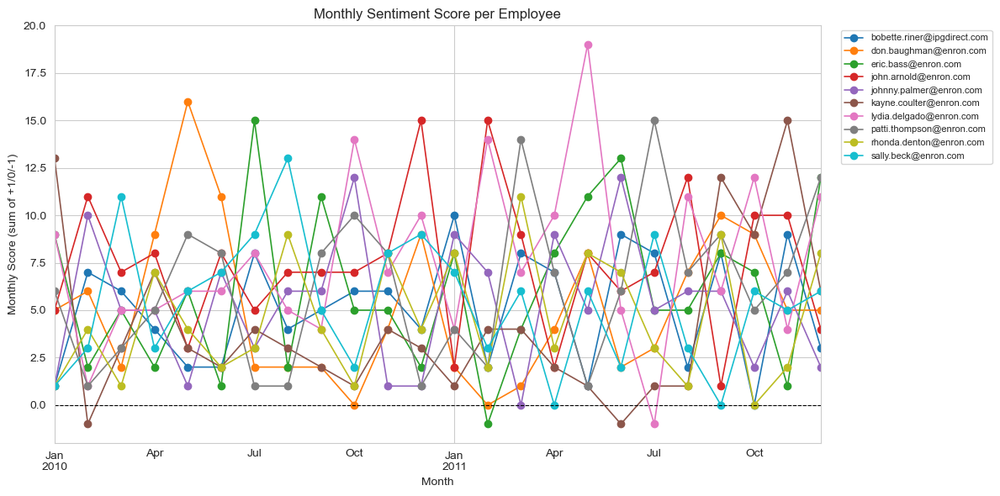 Monthly Sentiment Score per Employee
20.0
17.5
15.0
12.5
10.0
7.5
5.0
2.5
0.0
Monthly Score (sum of +1/0/-1)
Jan
2010
Apr
Jul
Oct
Jan
2011
Apr
Jul
Oct
Month
bobette.riner@ipgdirect.com
don.baughman@enron.com
eric.bass@enron.com
john.arnold@enron.com
johnny.palmer@enron.com
kayne.coulter@enron.com
lydia.delgado@enron.com
patti.thompson@enron.com
rhonda.denton@enron.com
sally.beck@enron.com